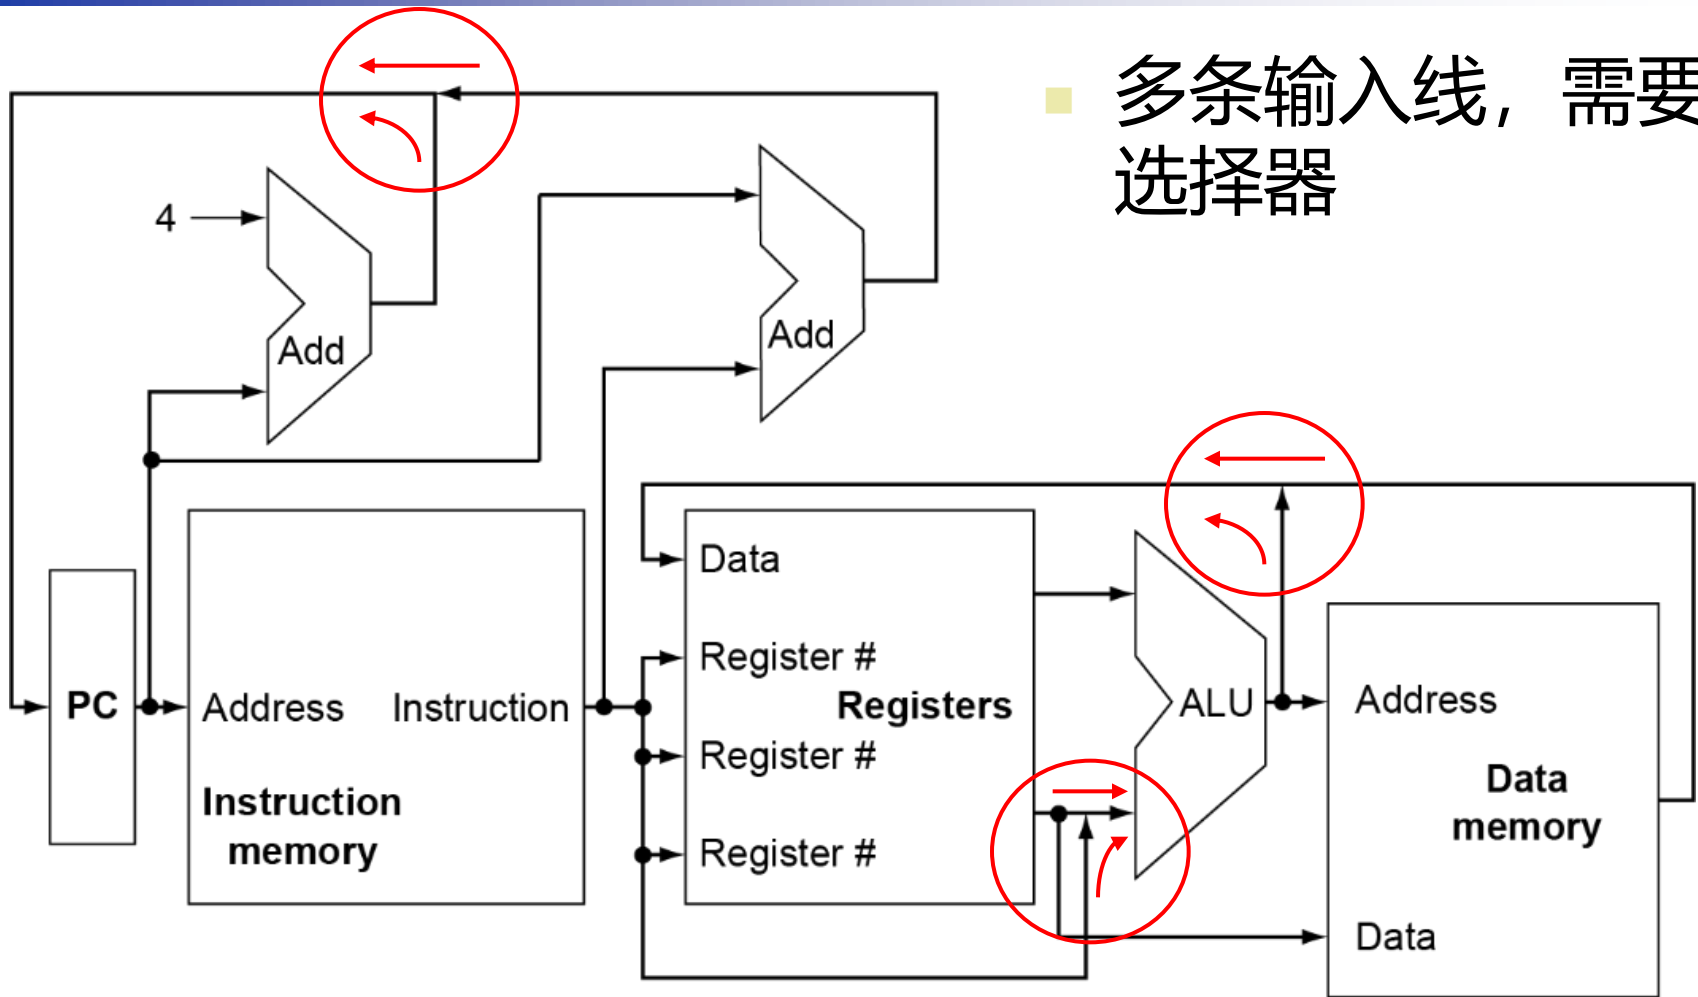 多条输入线，需要
选择器
4
Add
Add
Data
Register #
Registers
Register #
Register #
PC
Address
Instruction
Instruction
memory
ALU
Address
Data
memory
Data